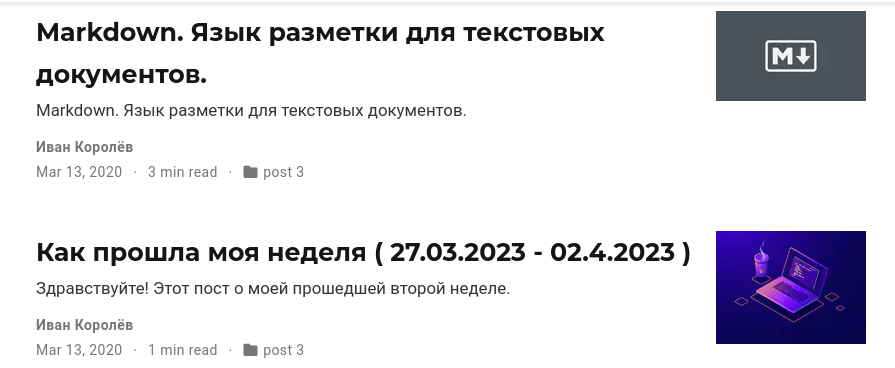 Markdown. Язык разметки для текстовых
документов.
Markdown. Язык разметки для текстовых документов.
Иван Королёв
Mar 13, 2020 · 3 min read · post 3
M
Как прошла моя неделя ( 27.03.2023 - 02.4.2023 )
Здравствуйте! Этот пост о моей прошедшей второй неделе.
Иван Королёв
Mar 13, 2020 · 1 min read · post 3